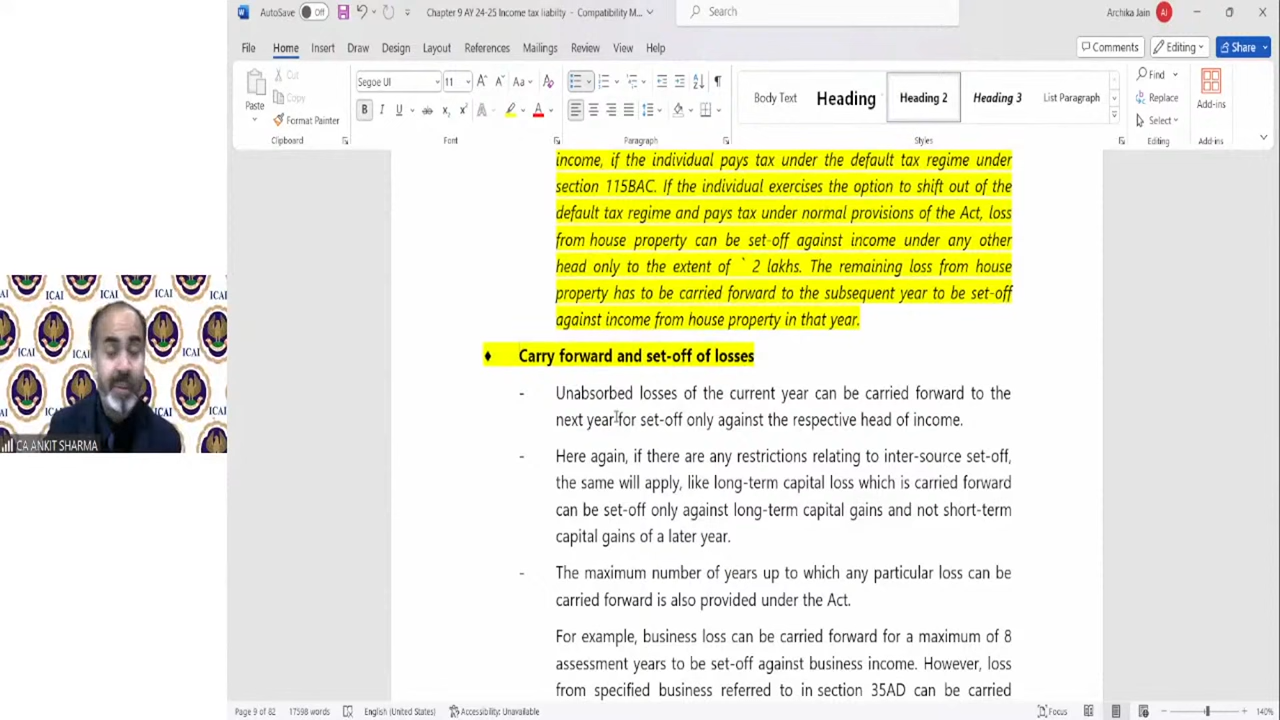 AutoSave Off
Chapter 9 AY 24-25 Income tax liabilty - Compatibility M...
Search
Archika Jain
AJ
File Home Insert Draw Design Layout References Mailings Review View Help
Comments Editing Share
Paste
Cut
Copy
Format Painter
Segoe UI 11
Body Text
Heading
Heading 2
Heading 3
List Paragraph
Find
Replace
Select
Add-ins
Clipboard Font Paragraph Styles Editing Add-ins
income, if the individual pays tax under the default tax regime under
section 115BAC. If the individual exercises the option to shift out of the
default tax regime and pays tax under normal provisions of the Act, loss
from house property can be set-off against income under any other
head only to the extent of ` 2 lakhs. The remaining loss from house
property has to be carried forward to the subsequent year to be set-off
against income from house property in that year.
♦ Carry forward and set-off of losses
- Unabsorbed losses of the current year can be carried forward to the
next year for set-off only against the respective head of income.
- Here again, if there are any restrictions relating to inter-source set-off,
the same will apply, like long-term capital loss which is carried forward
can be set-off only against long-term capital gains and not short-term
capital gains of a later year.
- The maximum number of years up to which any particular loss can be
carried forward is also provided under the Act.
For example, business loss can be carried forward for a maximum of 8
assessment years to be set-off against business income. However, loss
from specified business referred to in section 35AD can be carried
ICAI
ICAI
ICAI
CA ANKIT SHARMA
Page 9 of 82 17598 words English (United States) Accessibility: Unavailable Focus 140%